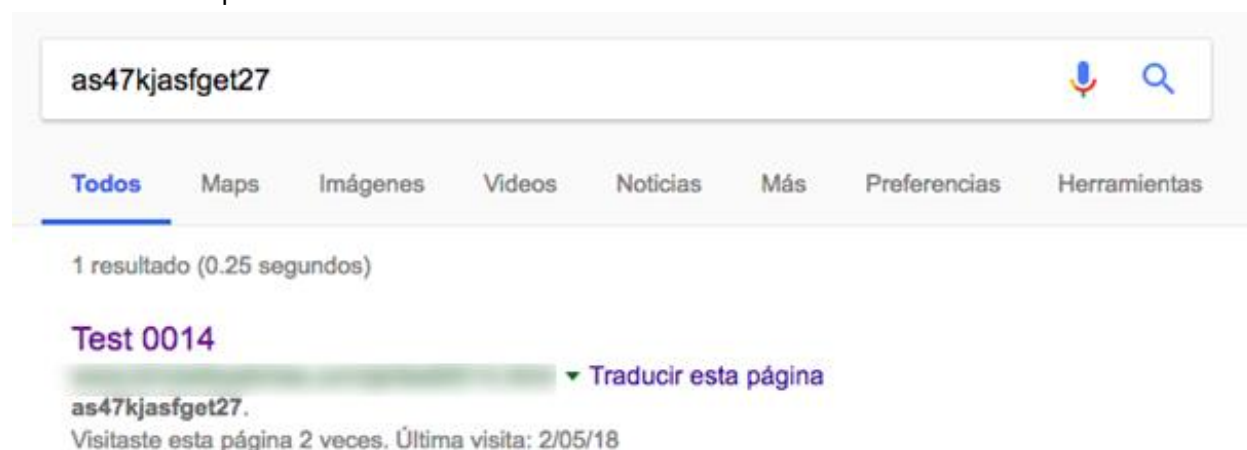 as47kjasfget27
Todos Maps Imágenes Videos Noticias Más Preferencias Herramientas
1 resultado (0.25 segundos)
Test 0014
Traducir esta página
as47kjasfget27.
Visitaste esta página 2 veces. Última visita: 2/05/18